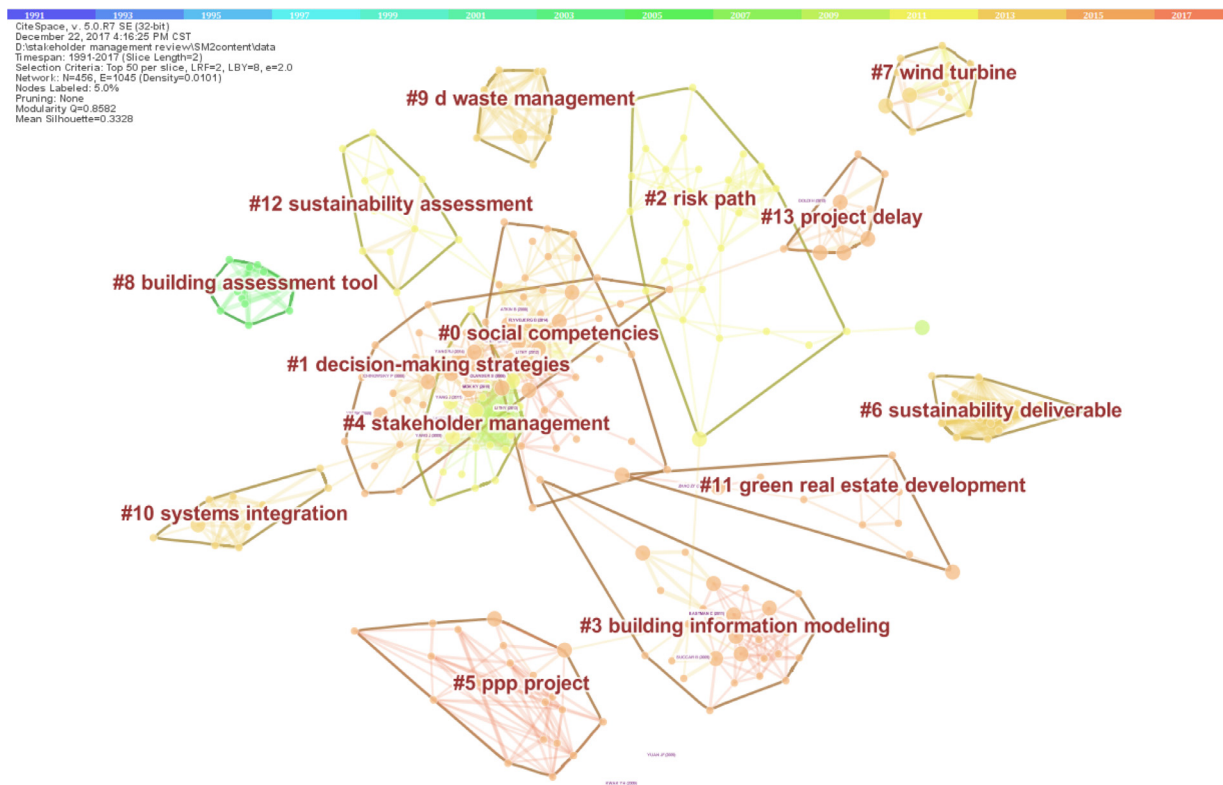 1991 1993 1995 1997 1999 2001 2003 2005 2007 2009 2011 2013 2015 2017
CiteSpace, v. 5.0.R7 SE (32-bit)
December 22, 2017 4:16:25 PM CST
D:\stakeholder management review\SM2content\data
Timespan: 1991-2017 (Slice Length=2)
Selection Criteria: Top 50 per slice, LRF=2, LBY=8, e=2.0
Network: N=456, E=1045 (Density=0.0101)
Nodes Labeled: 5.0%
Pruning: None
Modularity Q=0.8582
Mean Silhouette=0.3328
#7 wind turbine
#9 d waste management
#2 risk path
#12 sustainability assessment
#13 project delay
#8 building assessment tool
#0 social competencies
#1 decision-making strategies
#6 sustainability deliverable
#4 stakeholder management
#11 green real estate development
#10 systems integration
#3 building information modeling
#5 ppp project